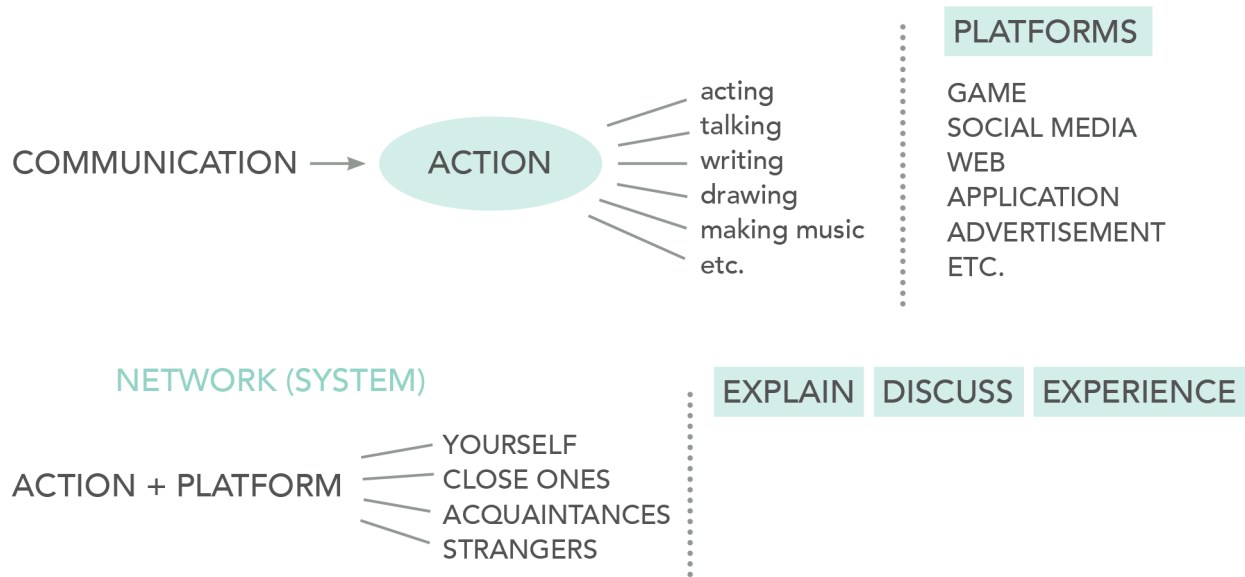 COMMUNICATION
ACTION
acting
talking
writing
drawing
making music
etc.
PLATFORMS
GAME
SOCIAL MEDIA
WEB
APPLICATION
ADVERTISEMENT
ETC.
NETWORK (SYSTEM)
ACTION + PLATFORM
YOURSELF
CLOSE ONES
ACQUAINTANCES
STRANGERS
EXPLAIN DISCUSS EXPERIENCE